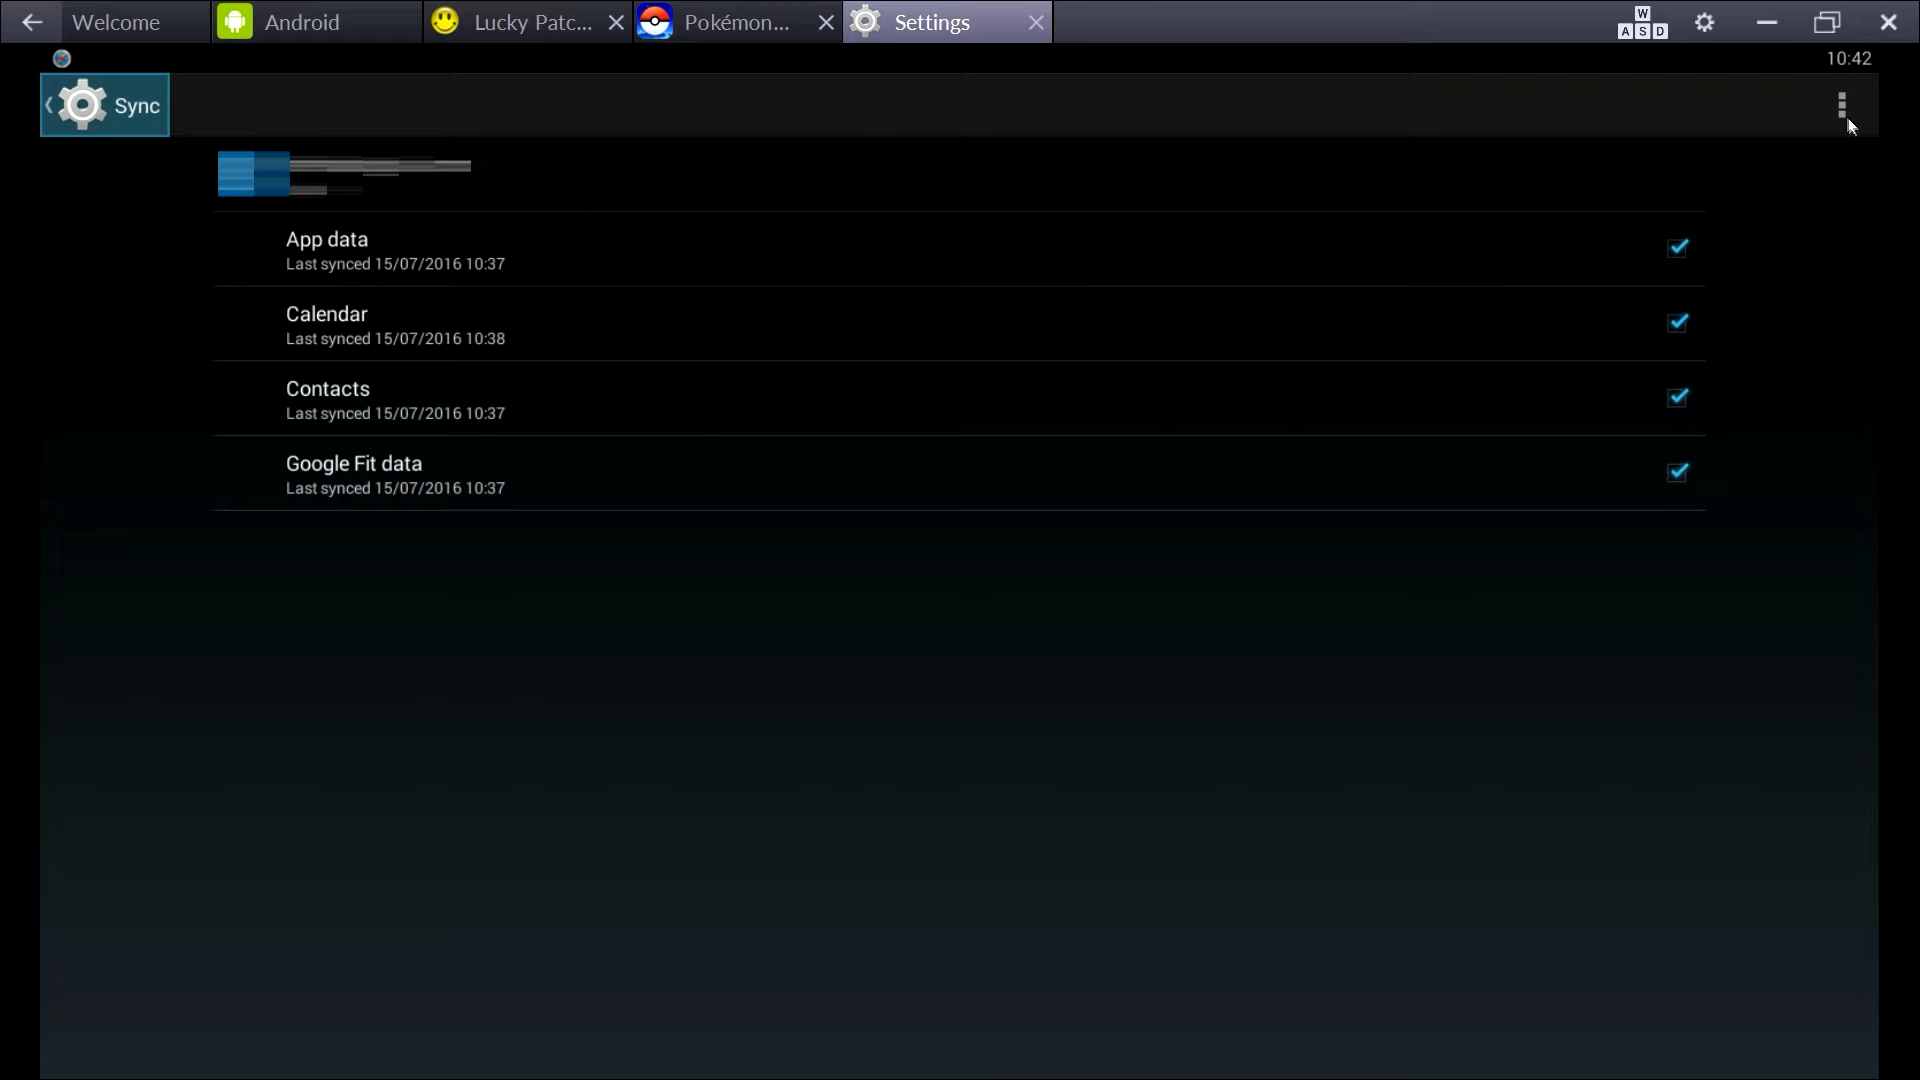 Welcome
Android
Lucky Patc...
Pokémon...
Settings
W
A S D
10:42
Sync
App data
Last synced 15/07/2016 10:37
Calendar
Last synced 15/07/2016 10:38
Contacts
Last synced 15/07/2016 10:37
Google Fit data
Last synced 15/07/2016 10:37